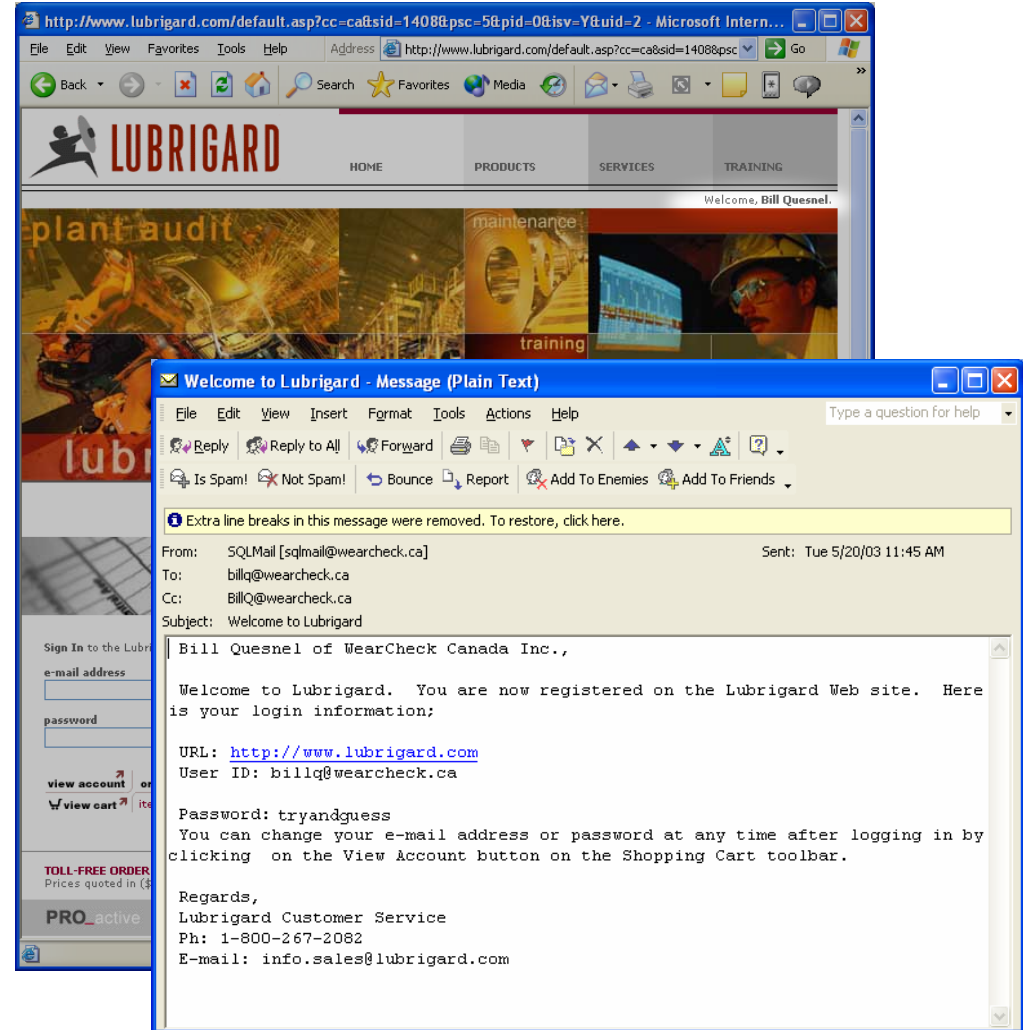 http://www.lubrigard.com/default.asp?cc=ca&sid=1408&psc=5&pid=0&isv=Y&uid=2 - Microsoft Intern...
File Edit View Favorites Tools Help Address http://www.lubrigard.com/default.asp?cc=ca&sid=1408&psc Go
Back Search Favorites Media »
LUBRIGARD
HOME PRODUCTS SERVICES TRAINING
Welcome, Bill Quesnel.
plant audit
maintenance
training
lub
Sign In to the Lubri
e-mail address
password
view account or
view cart ite
TOLL-FREE ORDER
Prices quoted in ($
PRO_active
Welcome to Lubrigard - Message (Plain Text)
File Edit View Insert Format Tools Actions Help Type a question for help
Reply Reply to All Forward
Is Spam! Not Spam! Bounce Report Add To Enemies Add To Friends
Extra line breaks in this message were removed. To restore, click here.
From: SQLMail [sqlmail@wearcheck.ca] Sent: Tue 5/20/03 11:45 AM
To: billq@wearcheck.ca
Cc: BillQ@wearcheck.ca
Subject: Welcome to Lubrigard
Bill Quesnel of WearCheck Canada Inc.,
Welcome to Lubrigard. You are now registered on the Lubrigard Web site. Here
is your login information;
URL: http://www.lubrigard.com
User ID: billq@wearcheck.ca
Password: tryandguess
You can change your e-mail address or password at any time after logging in by
clicking on the View Account button on the Shopping Cart toolbar.
Regards,
Lubrigard Customer Service
Ph: 1-800-267-2082
E-mail: info.sales@lubrigard.com